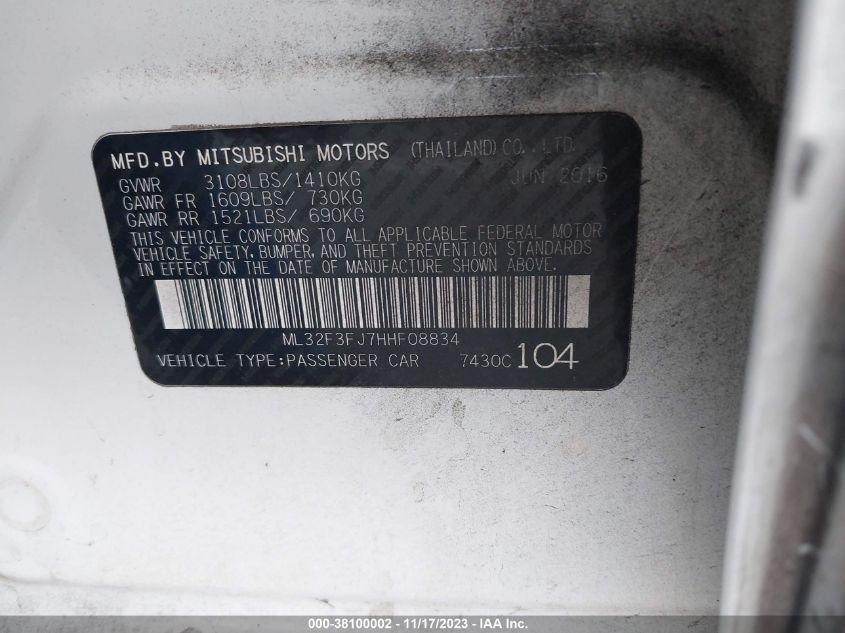 MFD.BY MITSUBISHI MOTORS (THAILAND) CO.,LTD.
GVWR 3108LBS/1410KG JUN 2016
GAWR FR 1609LBS/ 730KG
GAWR RR 1521LBS/ 690KG
THIS VEHICLE CONFORMS TO ALL APPLICABLE FEDERAL MOTOR
VEHICLE SAFETY, BUMPER, AND THEFT PREVENTION STANDARDS
IN EFFECT ON THE DATE OF MANUFACTURE SHOWN ABOVE.
ML32F3FJ7HHF08834
VEHICLE TYPE:PASSENGER CAR 7430C 104
000-38100002 - 11/17/2023 - IAA Inc.